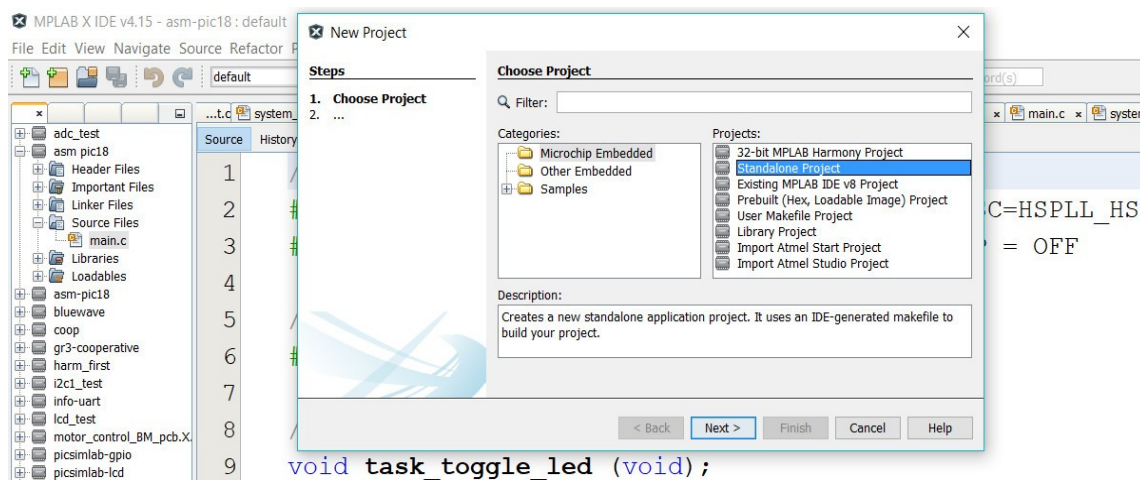 MPLAB X IDE v4.15 - asm-pic18 : default
File Edit View Navigate Source Refactor
default
adc_test
asm pic18
Header Files
Important Files
Linker Files
Source Files
main.c
Libraries
Loadables
asm-pic18
bluewave
coop
gr3-cooperative
harm_first
i2c1_test
info-uart
lcd_test
motor_control_BM_pcb.X
picsimlab-gpio
picsimlab-lcd
...t.c system_
main.c
Source History
1 /
2 #
C=HSPLL_HS
3 #
= OFF
4
5 /
6 #
7
8 /
9 void task_toggle_led (void);
New Project
Steps
1. Choose Project
2. ...
Choose Project
Filter:
Categories:
Microchip Embedded
Other Embedded
Samples
Projects:
32-bit MPLAB Harmony Project
Standalone Project
Existing MPLAB IDE v8 Project
Prebuilt (Hex, Loadable Image) Project
User Makefile Project
Library Project
Import Atmel Start Project
Import Atmel Studio Project
Description:
Creates a new standalone application project. It uses an IDE-generated makefile to
build your project.
< Back Next > Finish Cancel Help